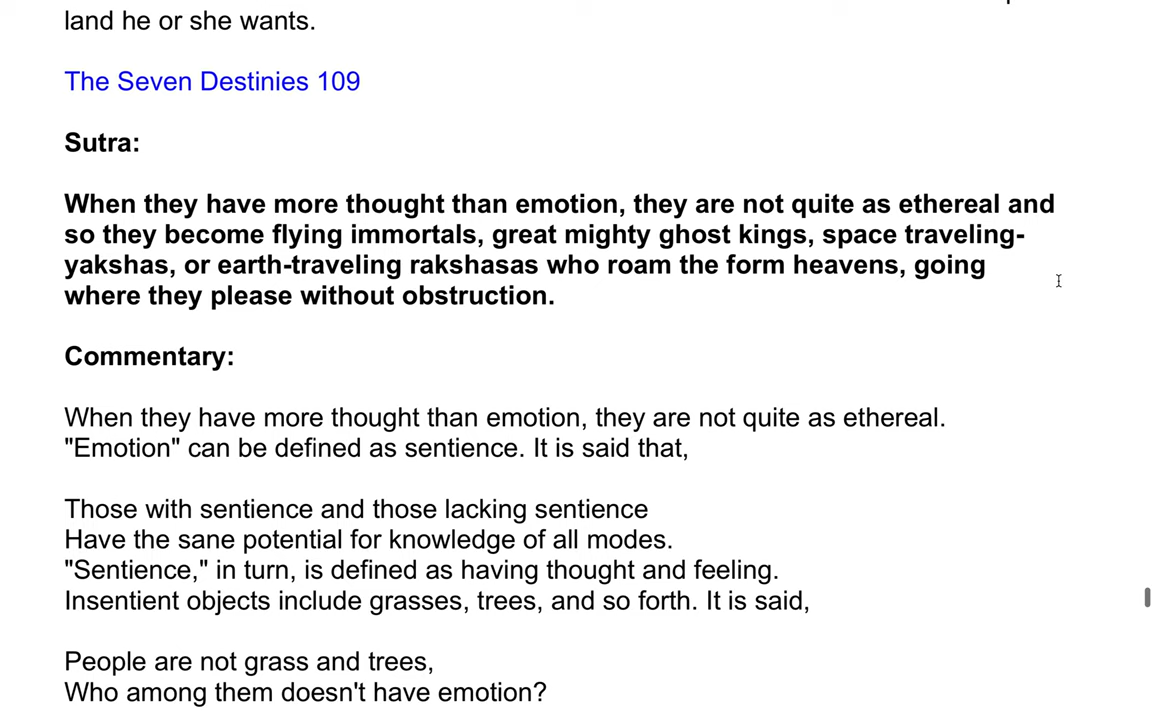 land he or she wants.
The Seven Destinies 109
Sutra:
When they have more thought than emotion, they are not quite as ethereal and
so they become flying immortals, great mighty ghost kings, space traveling-
yakshas, or earth-traveling rakshasas who roam the form heavens, going
where they please without obstruction.
Commentary:
When they have more thought than emotion, they are not quite as ethereal.
"Emotion" can be defined as sentience. It is said that,
Those with sentience and those lacking sentience
Have the sane potential for knowledge of all modes.
"Sentience," in turn, is defined as having thought and feeling.
Insentient objects include grasses, trees, and so forth. It is said,
People are not grass and trees,
Who among them doesn't have emotion?